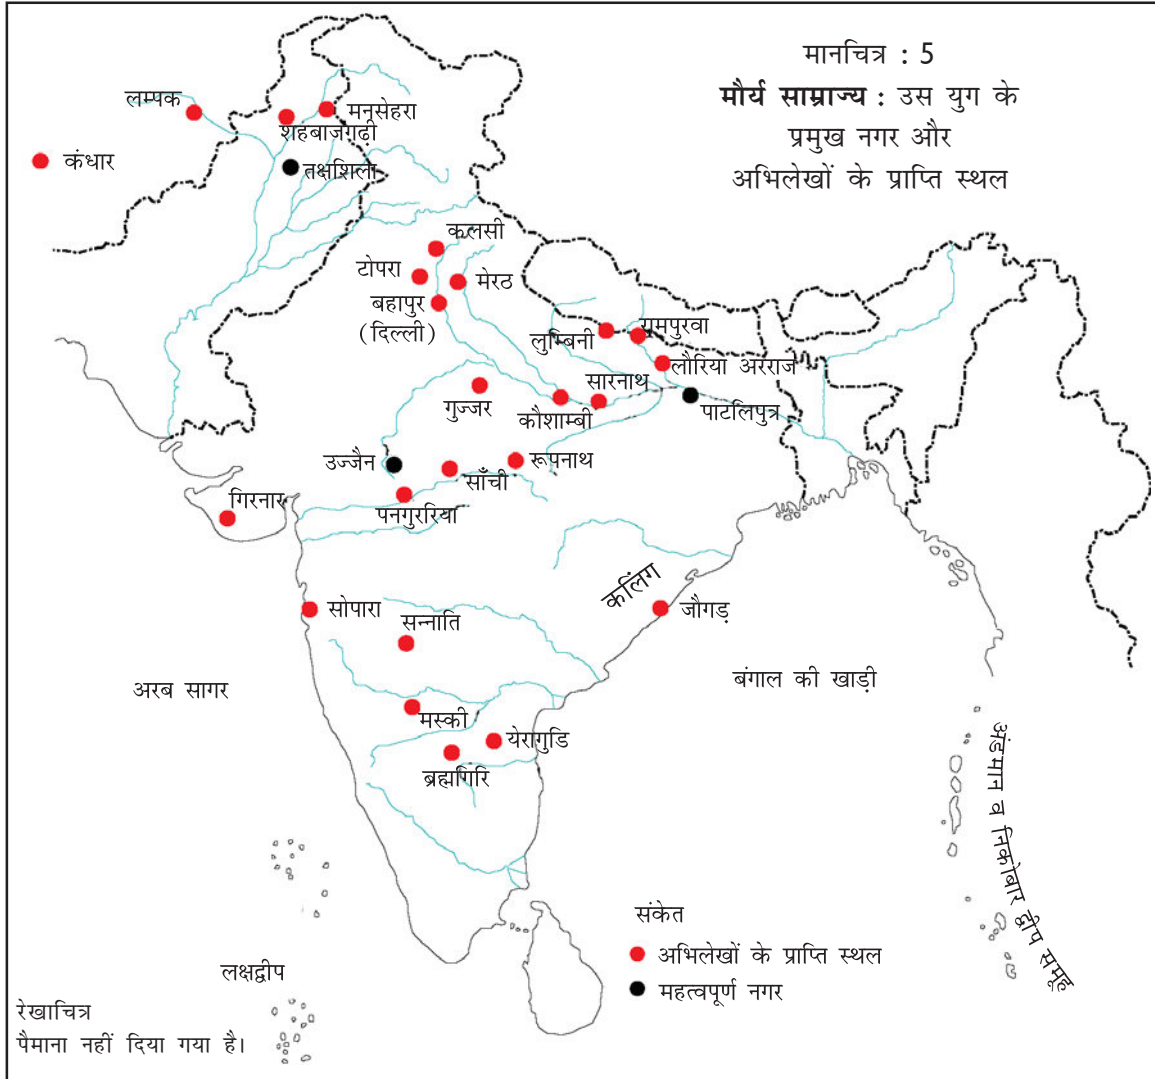 मानचित्र : 5
मौर्य साम्राज्य : उस युग के
प्रमुख नगर और
अभिलेखों के प्राप्ति स्थल
लम्पक
मनसेहरा
शहबाजगढ़ी
कंधार
तक्षशिला
कलसी
टोपरा
मेरठ
बहापुर
(दिल्ली)
लुम्बिनी
रामपुरवा
लौरिया अरराज
सारनाथ
गुज्जर
कौशाम्बी
पाटलिपुत्र
उज्जैन
साँची
रूपनाथ
गिरनार
पनगुररिया
कलिंग
सोपारा
जौगड़
सन्नाति
अरब सागर
बंगाल की खाड़ी
मस्की
येरागुडि
ब्रह्मगिरि
अंडमान व निकोबार द्वीप समूह
संकेत
अभिलेखों के प्राप्ति स्थल
महत्वपूर्ण नगर
लक्षद्वीप
रेखाचित्र
पैमाना नहीं दिया गया है।